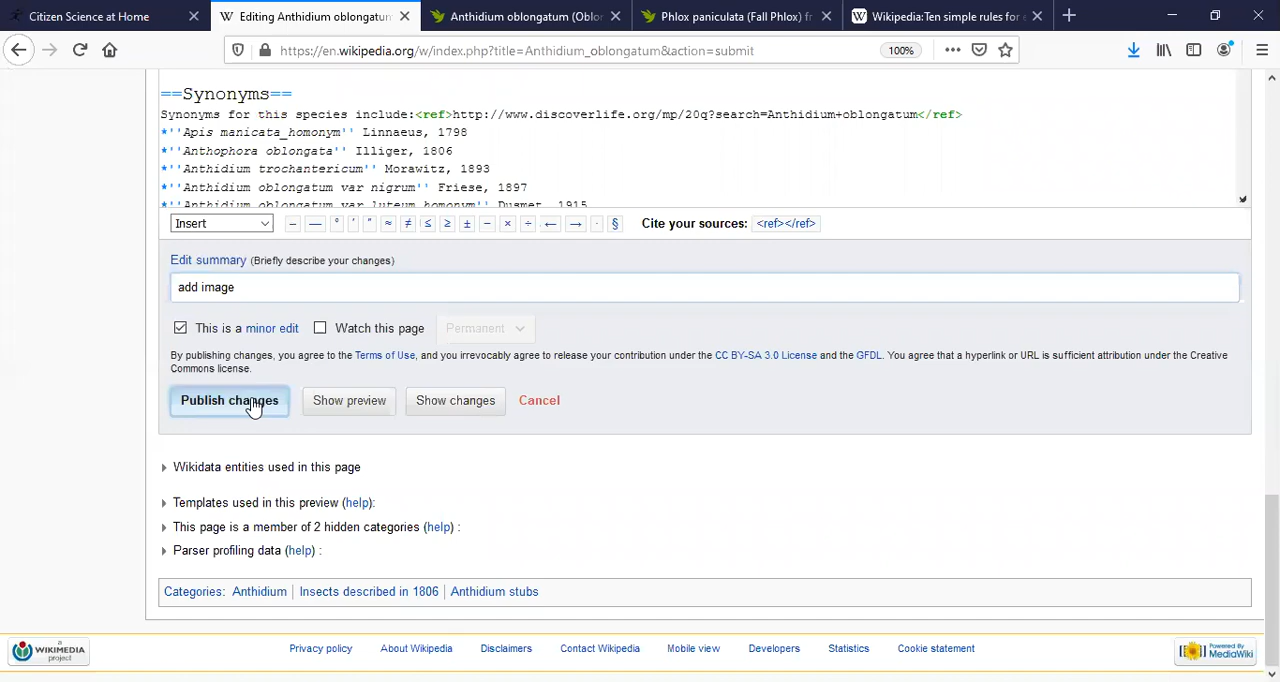 Citizen Science at Home
Editing Anthidium oblongatum
Anthidium oblongatum (Oblon
Phlox paniculata (Fall Phlox) fr
Wikipedia:Ten simple rules for e
https://en.wikipedia.org/w/index.php?title=Anthidium_oblongatum&action=submit
100%
==Synonyms==
Synonyms for this species include:<ref>http://www.discoverlife.org/mp/20q?search=Anthidium+oblongatum</ref>
*''Apis manicata_homonym'' Linnaeus, 1798
*''Anthophora oblongata'' Illiger, 1806
*''Anthidium trochantericum'' Morawitz, 1893
*''Anthidium oblongatum var nigrum'' Friese, 1897
*''Anthidium oblongatum var luteum_homonym'' Dusmet, 1915
Insert – — ° ′ ″ ≈ ≠ ≤ ≥ ± − × ÷ ← → · § Cite your sources: <ref></ref>
Edit summary (Briefly describe your changes)
add image
This is a minor edit Watch this page Permanent
By publishing changes, you agree to the Terms of Use, and you irrevocably agree to release your contribution under the CC BY-SA 3.0 License and the GFDL. You agree that a hyperlink or URL is sufficient attribution under the Creative
Commons license.
Publish changes Show preview Show changes Cancel
Wikidata entities used in this page
Templates used in this preview (help):
This page is a member of 2 hidden categories (help) :
Parser profiling data (help) :
Categories: Anthidium | Insects described in 1806 | Anthidium stubs
a WIKIMEDIA project
Privacy policy About Wikipedia Disclaimers Contact Wikipedia Mobile view Developers Statistics Cookie statement
Powered By MediaWiki